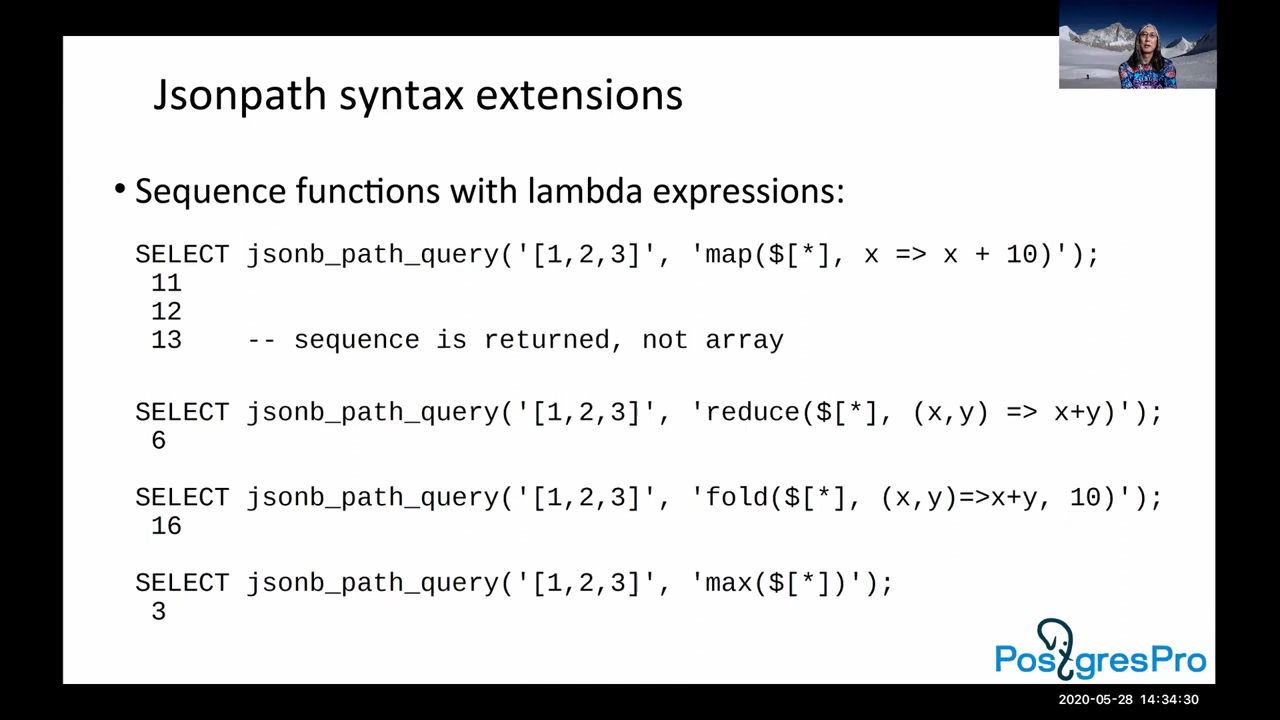 Jsonpath syntax extensions
• Sequence functions with lambda expressions:
SELECT jsonb_path_query('[1,2,3]', 'map($[*], x => x + 10)');
11
12
13    -- sequence is returned, not array
SELECT jsonb_path_query('[1,2,3]', 'reduce($[*], (x,y) => x+y)');
6
SELECT jsonb_path_query('[1,2,3]', 'fold($[*], (x,y)=>x+y, 10)');
16
SELECT jsonb_path_query('[1,2,3]', 'max($[*])');
3
PostgresPro
2020-05-28 14:34:30